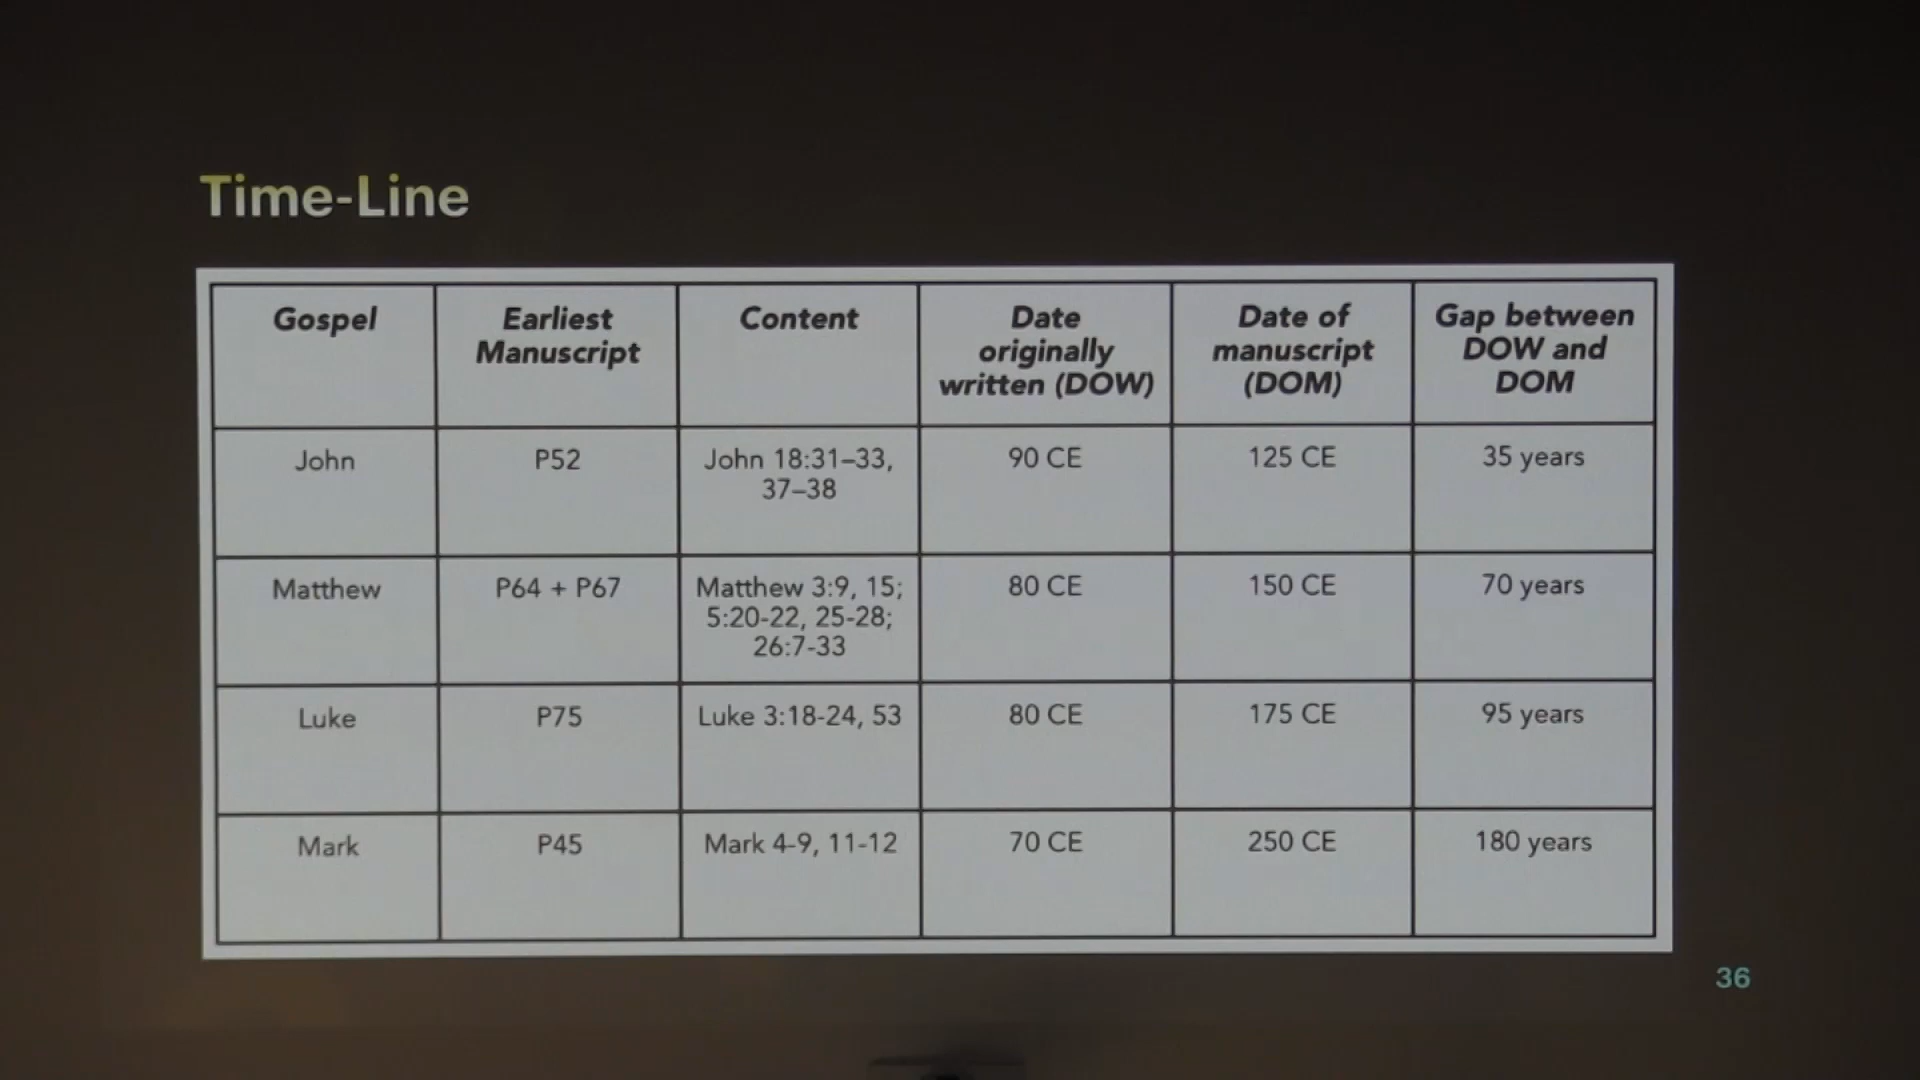 Time-Line
Gospel
Earliest
Manuscript
Content
Date
originally
written (DOW)
Date of
manuscript
(DOM)
Gap between
DOW and
DOM
John
P52
John 18:31–33,
37–38
90 CE
125 CE
35 years
Matthew
P64 + P67
Matthew 3:9, 15;
5:20-22, 25-28;
26:7-33
80 CE
150 CE
70 years
Luke
P75
Luke 3:18-24, 53
80 CE
175 CE
95 years
Mark
P45
Mark 4-9, 11-12
70 CE
250 CE
180 years
36